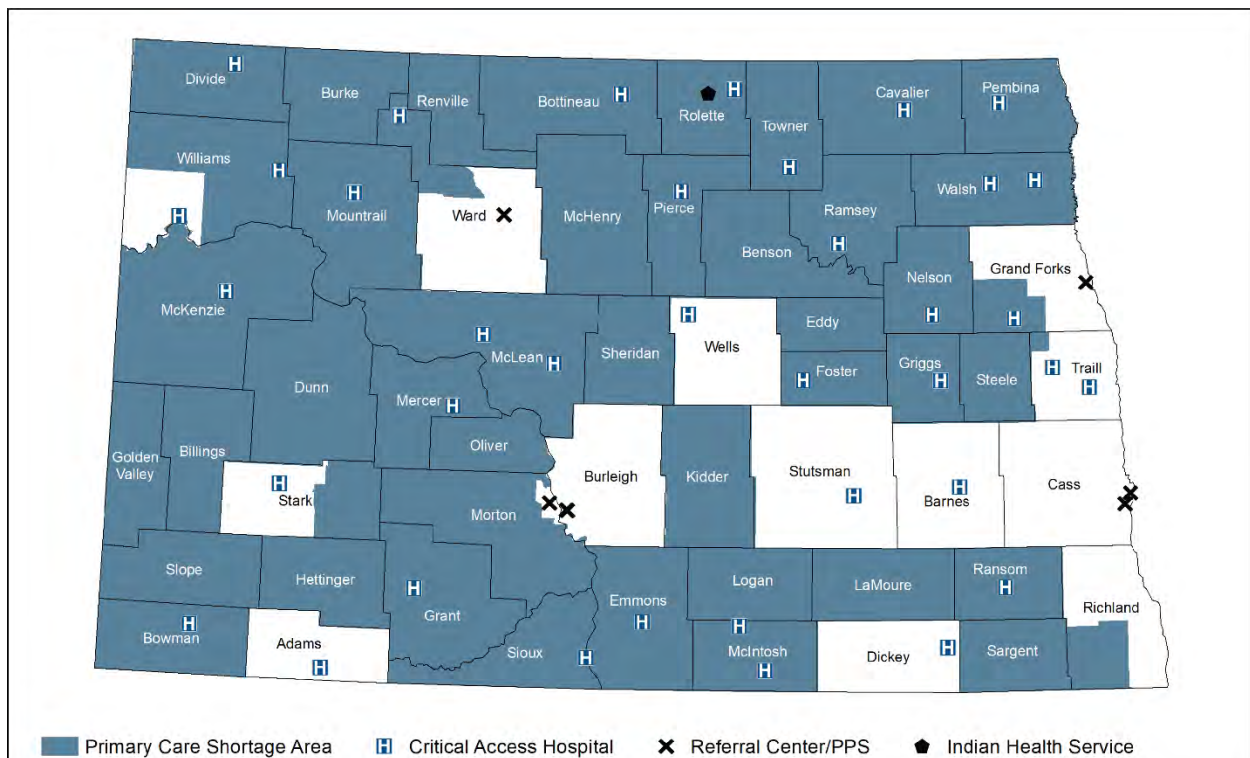 Divide
Burke
Renville
Bottineau
Rolette
Towner
Cavalier
Pembina
Williams
Mountrail
Ward
McHenry
Pierce
Ramsey
Walsh
Benson
Nelson
Grand Forks
McKenzie
McLean
Sheridan
Wells
Eddy
Foster
Griggs
Steele
Traill
Dunn
Mercer
Oliver
Golden
Valley
Billings
Stark
Morton
Burleigh
Kidder
Stutsman
Barnes
Cass
Slope
Hettinger
Grant
Emmons
Logan
LaMoure
Ransom
Richland
Bowman
Adams
Sioux
McIntosh
Dickey
Sargent
Primary Care Shortage Area H Critical Access Hospital Referral Center/PPS Indian Health Service